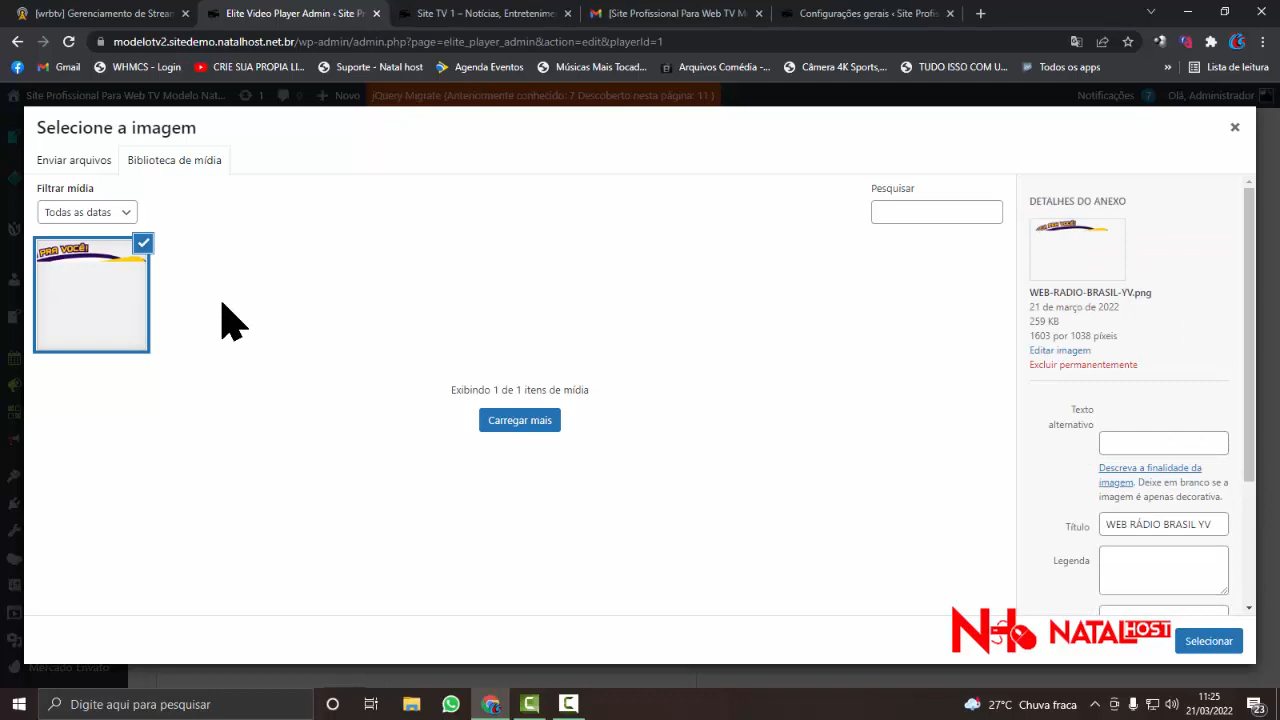 (wrbtv) Gerenciamento de Stream
Elite Video Player Admin ‹ Site Pr
Site TV 1 – Notícias, Entretenime
[Site Profissional Para Web TV M
Configurações gerais ‹ Site Profis
modelotv2.sitedemo.natalhost.net.br/wp-admin/admin.php?page=elite_player_admin&action=edit&playerId=1
Gmail
WHMCS - Login
CRIE SUA PROPIA LI...
Suporte - Natal host
Agenda Eventos
Músicas Mais Tocad...
Arquivos Comédia -...
Câmera 4K Sports,...
TUDO ISSO COM U...
Todos os apps
»
Lista de leitura
Site Profissional Para Web TV Modelo Nat...
1
0
Novo
jQuery Migrate (Anteriormente conhecido: 7 Descoberto nesta página: 11 )
Notificações 7
Olá, Administrador
Selecione a imagem
Enviar arquivos
Biblioteca de mídia
Filtrar mídia
Todas as datas
Pesquisar
PRA VOCÊ!
Exibindo 1 de 1 itens de mídia
Carregar mais
DETALHES DO ANEXO
WEB-RADIO-BRASIL-YV.png
21 de março de 2022
259 KB
1603 por 1038 píxeis
Editar imagem
Excluir permanentemente
Texto
alternativo
Descreva a finalidade da
imagem. Deixe em branco se a
imagem é apenas decorativa.
Título
WEB RÁDIO BRASIL YV
Legenda
NATALHOST
Selecionar
Mercado Envato
Digite aqui para pesquisar
27°C Chuva fraca
11:25
21/03/2022
23